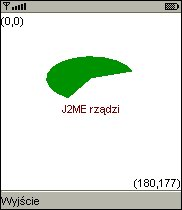 (0,0)
J2ME rządzi
(180,177)
Wyjście